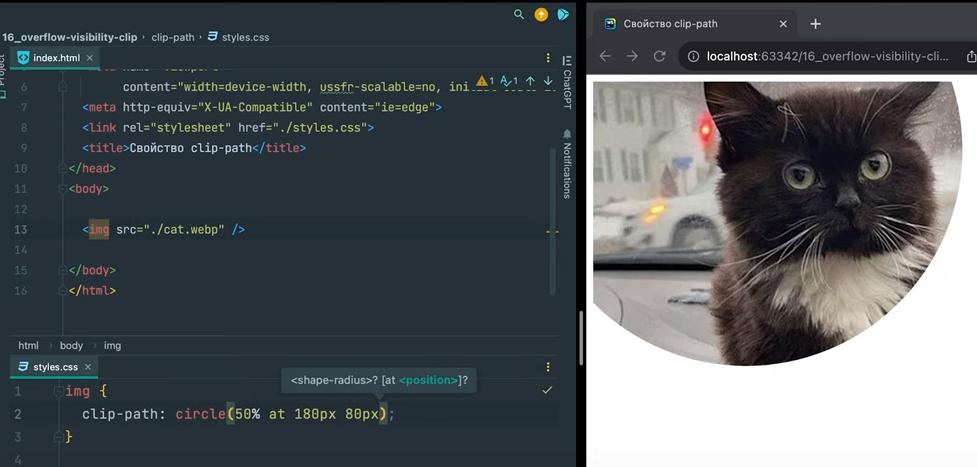 16_overflow-visibility-clip › clip-path › styles.css
Project
index.html ×
1 1
6 content="width=device-width, ussfr-scalable=no,
7 <meta http-equiv="X-UA-Compatible" content="ie=edge">
8 <link rel="stylesheet" href="./styles.css">
9 <title>Свойство clip-path</title>
10 </head>
11 <body>
12
13 <img src="./cat.webp" />
14
15 </body>
16 </html>
html › body › img
styles.css ×
<shape-radius>? [at <position>]?
1 img {
2 clip-path: circle(50% at 180px 80px);
3 }
4
ChatGPT
Notifications
Свойство clip-path ×
localhost:63342/16_overflow-visibility-cli...